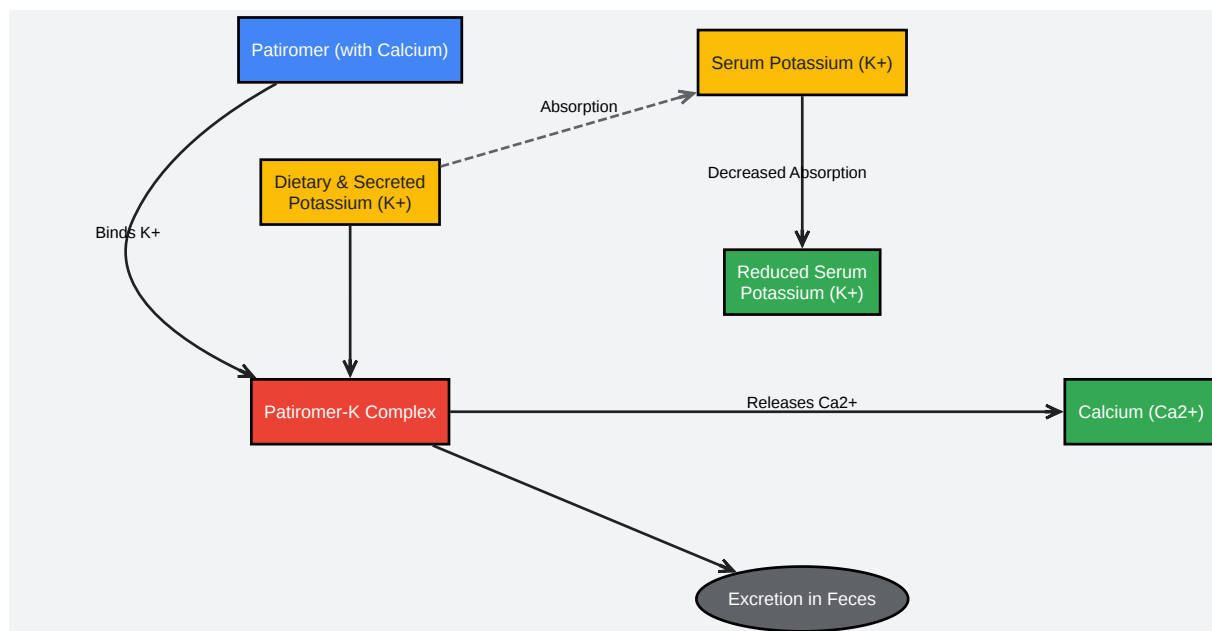 Patiromer (with Calcium)
Serum Potassium (K+)
Absorption
Dietary & Secreted
Potassium (K+)
Decreased Absorption
Binds K+
Reduced Serum
Potassium (K+)
Patiromer-K Complex
Releases Ca2+
Calcium (Ca2+)
Excretion in Feces